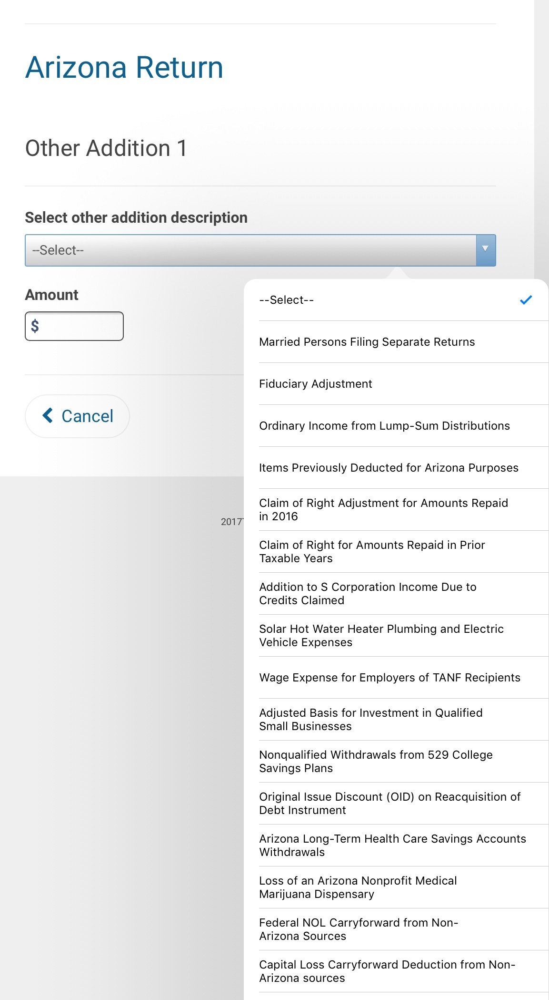 Arizona Return
Other Addition 1
Select other addition description
--Select--
Amount
$
Cancel
2017
--Select--
Married Persons Filing Separate Returns
Fiduciary Adjustment
Ordinary Income from Lump-Sum Distributions
Items Previously Deducted for Arizona Purposes
Claim of Right Adjustment for Amounts Repaid
in 2016
Claim of Right for Amounts Repaid in Prior
Taxable Years
Addition to S Corporation Income Due to
Credits Claimed
Solar Hot Water Heater Plumbing and Electric
Vehicle Expenses
Wage Expense for Employers of TANF Recipients
Adjusted Basis for Investment in Qualified
Small Businesses
Nonqualified Withdrawals from 529 College
Savings Plans
Original Issue Discount (OID) on Reacquisition of
Debt Instrument
Arizona Long-Term Health Care Savings Accounts
Withdrawals
Loss of an Arizona Nonprofit Medical
Marijuana Dispensary
Federal NOL Carryforward from Non-
Arizona Sources
Capital Loss Carryforward Deduction from Non-
Arizona sources